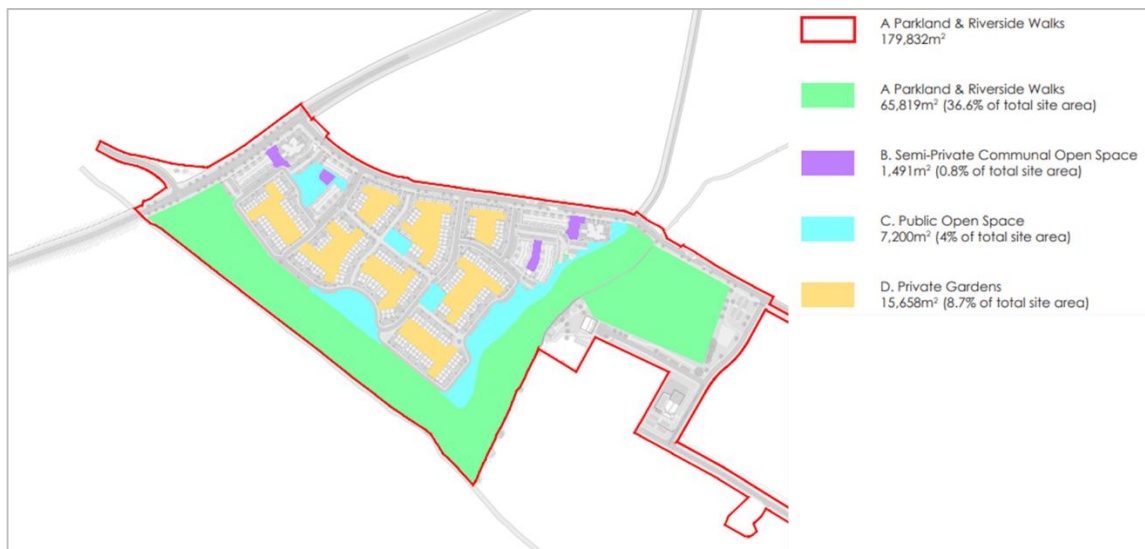 A Parkland & Riverside Walks
179,832m²
A Parkland & Riverside Walks
65,819m² (36.6% of total site area)
B. Semi-Private Communal Open Space
1,491m² (0.8% of total site area)
C. Public Open Space
7,200m² (4% of total site area)
D. Private Gardens
15,658m² (8.7% of total site area)